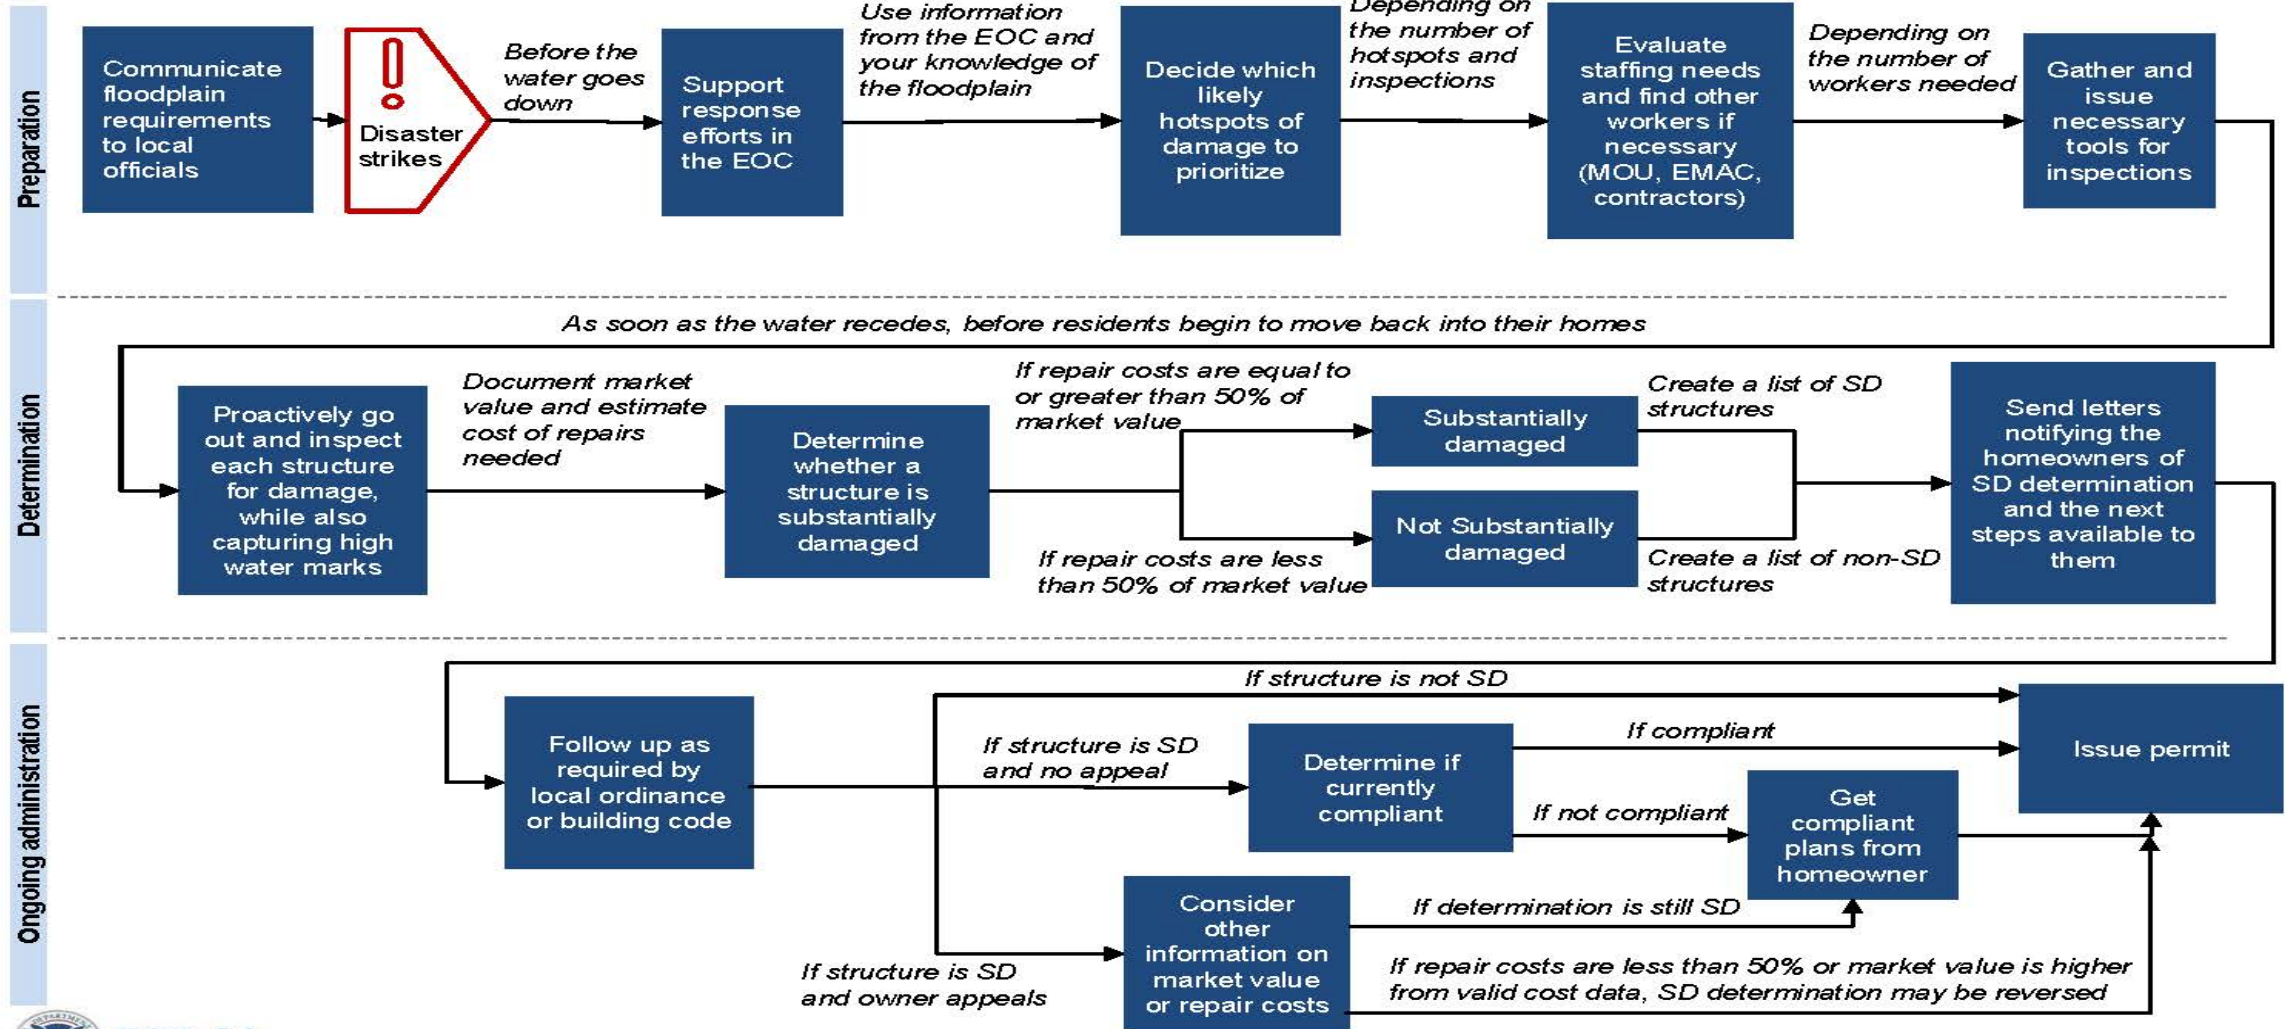 Preparation
Communicate
floodplain
requirements
to local
officials
Disaster
strikes
Before the
water goes
down
Support
response
efforts in
the EOC
Use information
from the EOC and
your knowledge of
the floodplain
Decide which
likely
hotspots of
damage to
prioritize
Depending on
the number of
hotspots and
inspections
Evaluate
staffing needs
and find other
workers if
necessary
(MOU, EMAC,
contractors)
Depending on
the number of
workers needed
Gather and
issue
necessary
tools for
inspections
Determination
As soon as the water recedes, before residents begin to move back into their homes
Proactively go
out and inspect
each structure
for damage,
while also
capturing high
water marks
Document market
value and estimate
cost of repairs
needed
Determine
whether a
structure is
substantially
damaged
If repair costs are equal to
or greater than 50% of
market value
Substantially
damaged
Create a list of SD
structures
If repair costs are less
than 50% of market value
Not Substantially
damaged
Create a list of non-SD
structures
Send letters
notifying the
homeowners of
SD determination
and the next
steps available to
them
Ongoing administration
Follow up as
required by
local ordinance
or building code
If structure is not SD
If structure is SD
and no appeal
Determine if
currently
compliant
If compliant
If not compliant
Get
compliant
plans from
homeowner
Issue permit
If structure is SD
and owner appeals
Consider
other
information on
market value
or repair costs
If determination is still SD
If repair costs are less than 50% or market value is higher
from valid cost data, SD determination may be reversed